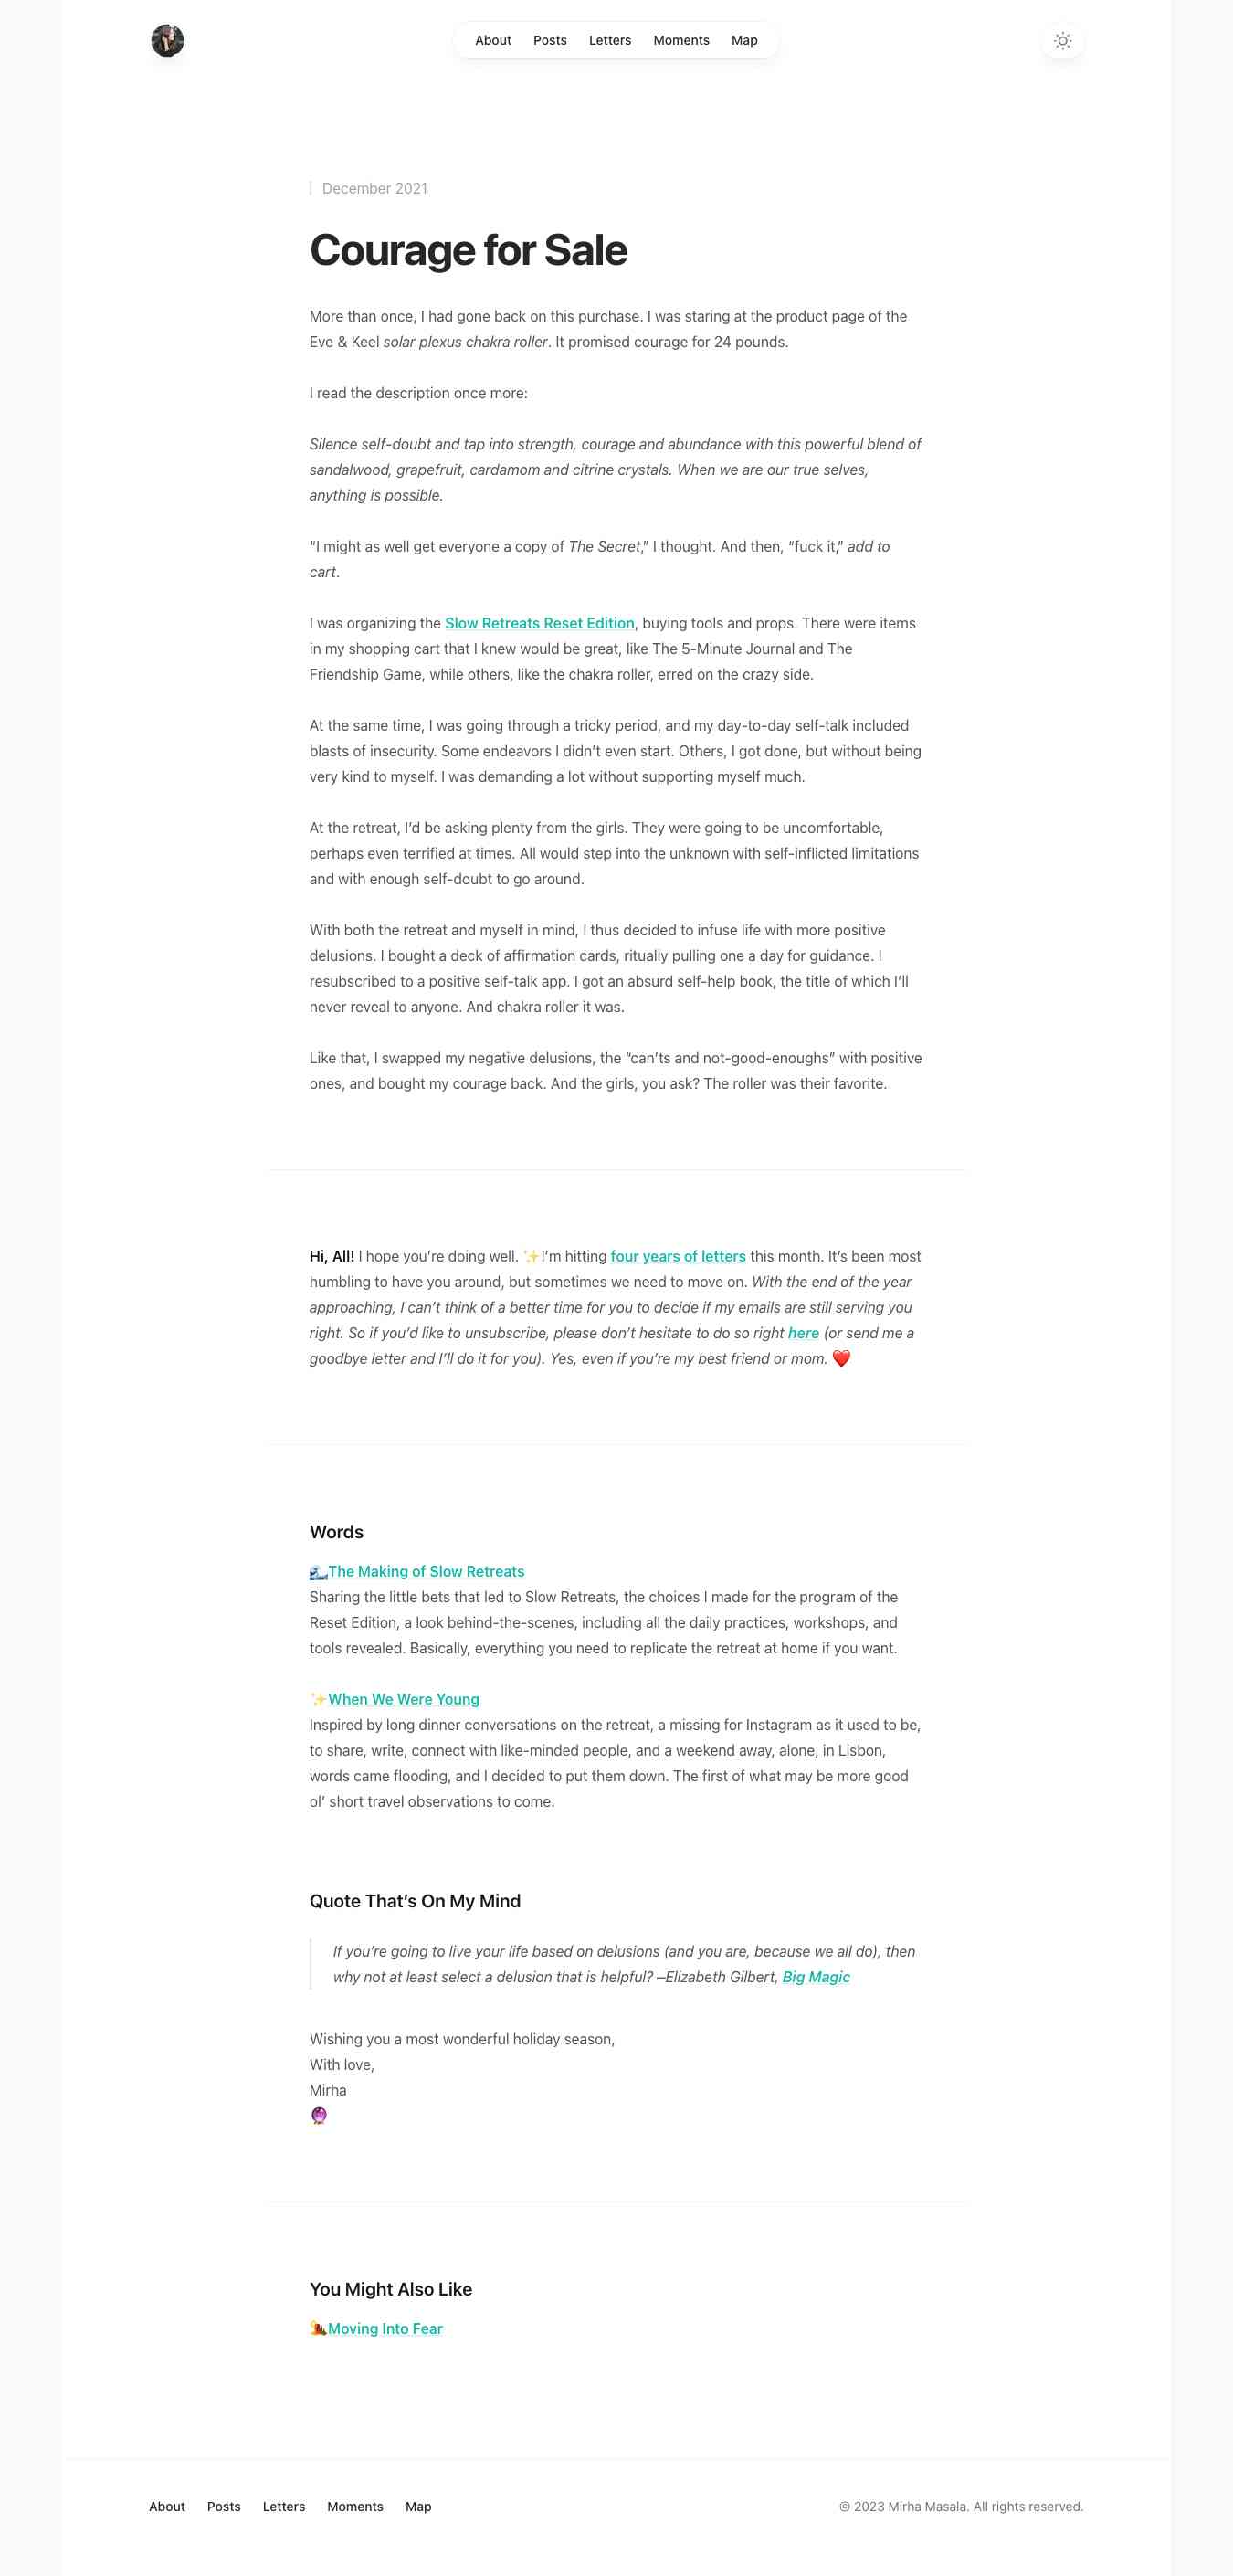 About Posts Letters Moments Map
December 2021
Courage for Sale
More than once, I had gone back on this purchase. I was staring at the product page of the
Eve & Keel solar plexus chakra roller. It promised courage for 24 pounds.
I read the description once more:
Silence self-doubt and tap into strength, courage and abundance with this powerful blend of
sandalwood, grapefruit, cardamom and citrine crystals. When we are our true selves,
anything is possible.
“I might as well get everyone a copy of The Secret,” I thought. And then, “fuck it,” add to
cart.
I was organizing the Slow Retreats Reset Edition, buying tools and props. There were items
in my shopping cart that I knew would be great, like The 5-Minute Journal and The
Friendship Game, while others, like the chakra roller, erred on the crazy side.
At the same time, I was going through a tricky period, and my day-to-day self-talk included
blasts of insecurity. Some endeavors I didn’t even start. Others, I got done, but without being
very kind to myself. I was demanding a lot without supporting myself much.
At the retreat, I’d be asking plenty from the girls. They were going to be uncomfortable,
perhaps even terrified at times. All would step into the unknown with self-inflicted limitations
and with enough self-doubt to go around.
With both the retreat and myself in mind, I thus decided to infuse life with more positive
delusions. I bought a deck of affirmation cards, ritually pulling one a day for guidance. I
resubscribed to a positive self-talk app. I got an absurd self-help book, the title of which I’ll
never reveal to anyone. And chakra roller it was.
Like that, I swapped my negative delusions, the “can’ts and not-good-enoughs” with positive
ones, and bought my courage back. And the girls, you ask? The roller was their favorite.
Hi, All! I hope you’re doing well. ✨I’m hitting four years of letters this month. It’s been most
humbling to have you around, but sometimes we need to move on. With the end of the year
approaching, I can’t think of a better time for you to decide if my emails are still serving you
right. So if you’d like to unsubscribe, please don’t hesitate to do so right here (or send me a
goodbye letter and I’ll do it for you). Yes, even if you’re my best friend or mom. ❤️
Words
🌊The Making of Slow Retreats
Sharing the little bets that led to Slow Retreats, the choices I made for the program of the
Reset Edition, a look behind-the-scenes, including all the daily practices, workshops, and
tools revealed. Basically, everything you need to replicate the retreat at home if you want.
✨When We Were Young
Inspired by long dinner conversations on the retreat, a missing for Instagram as it used to be,
to share, write, connect with like-minded people, and a weekend away, alone, in Lisbon,
words came flooding, and I decided to put them down. The first of what may be more good
ol’ short travel observations to come.
Quote That’s On My Mind
If you’re going to live your life based on delusions (and you are, because we all do), then
why not at least select a delusion that is helpful? —Elizabeth Gilbert, Big Magic
Wishing you a most wonderful holiday season,
With love,
Mirha
🔮
You Might Also Like
Moving Into Fear
About Posts Letters Moments Map
© 2023 Mirha Masala. All rights reserved.